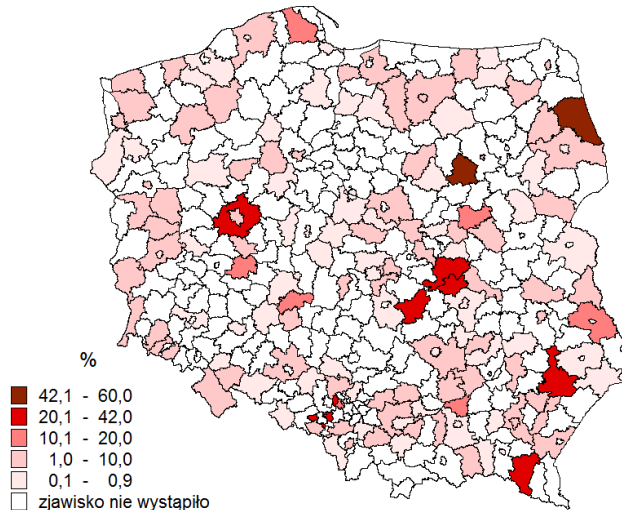 %
42,1 - 60,0
20,1 - 42,0
10,1 - 20,0
1,0 - 10,0
0,1 - 0,9
zjawisko nie wystąpiło